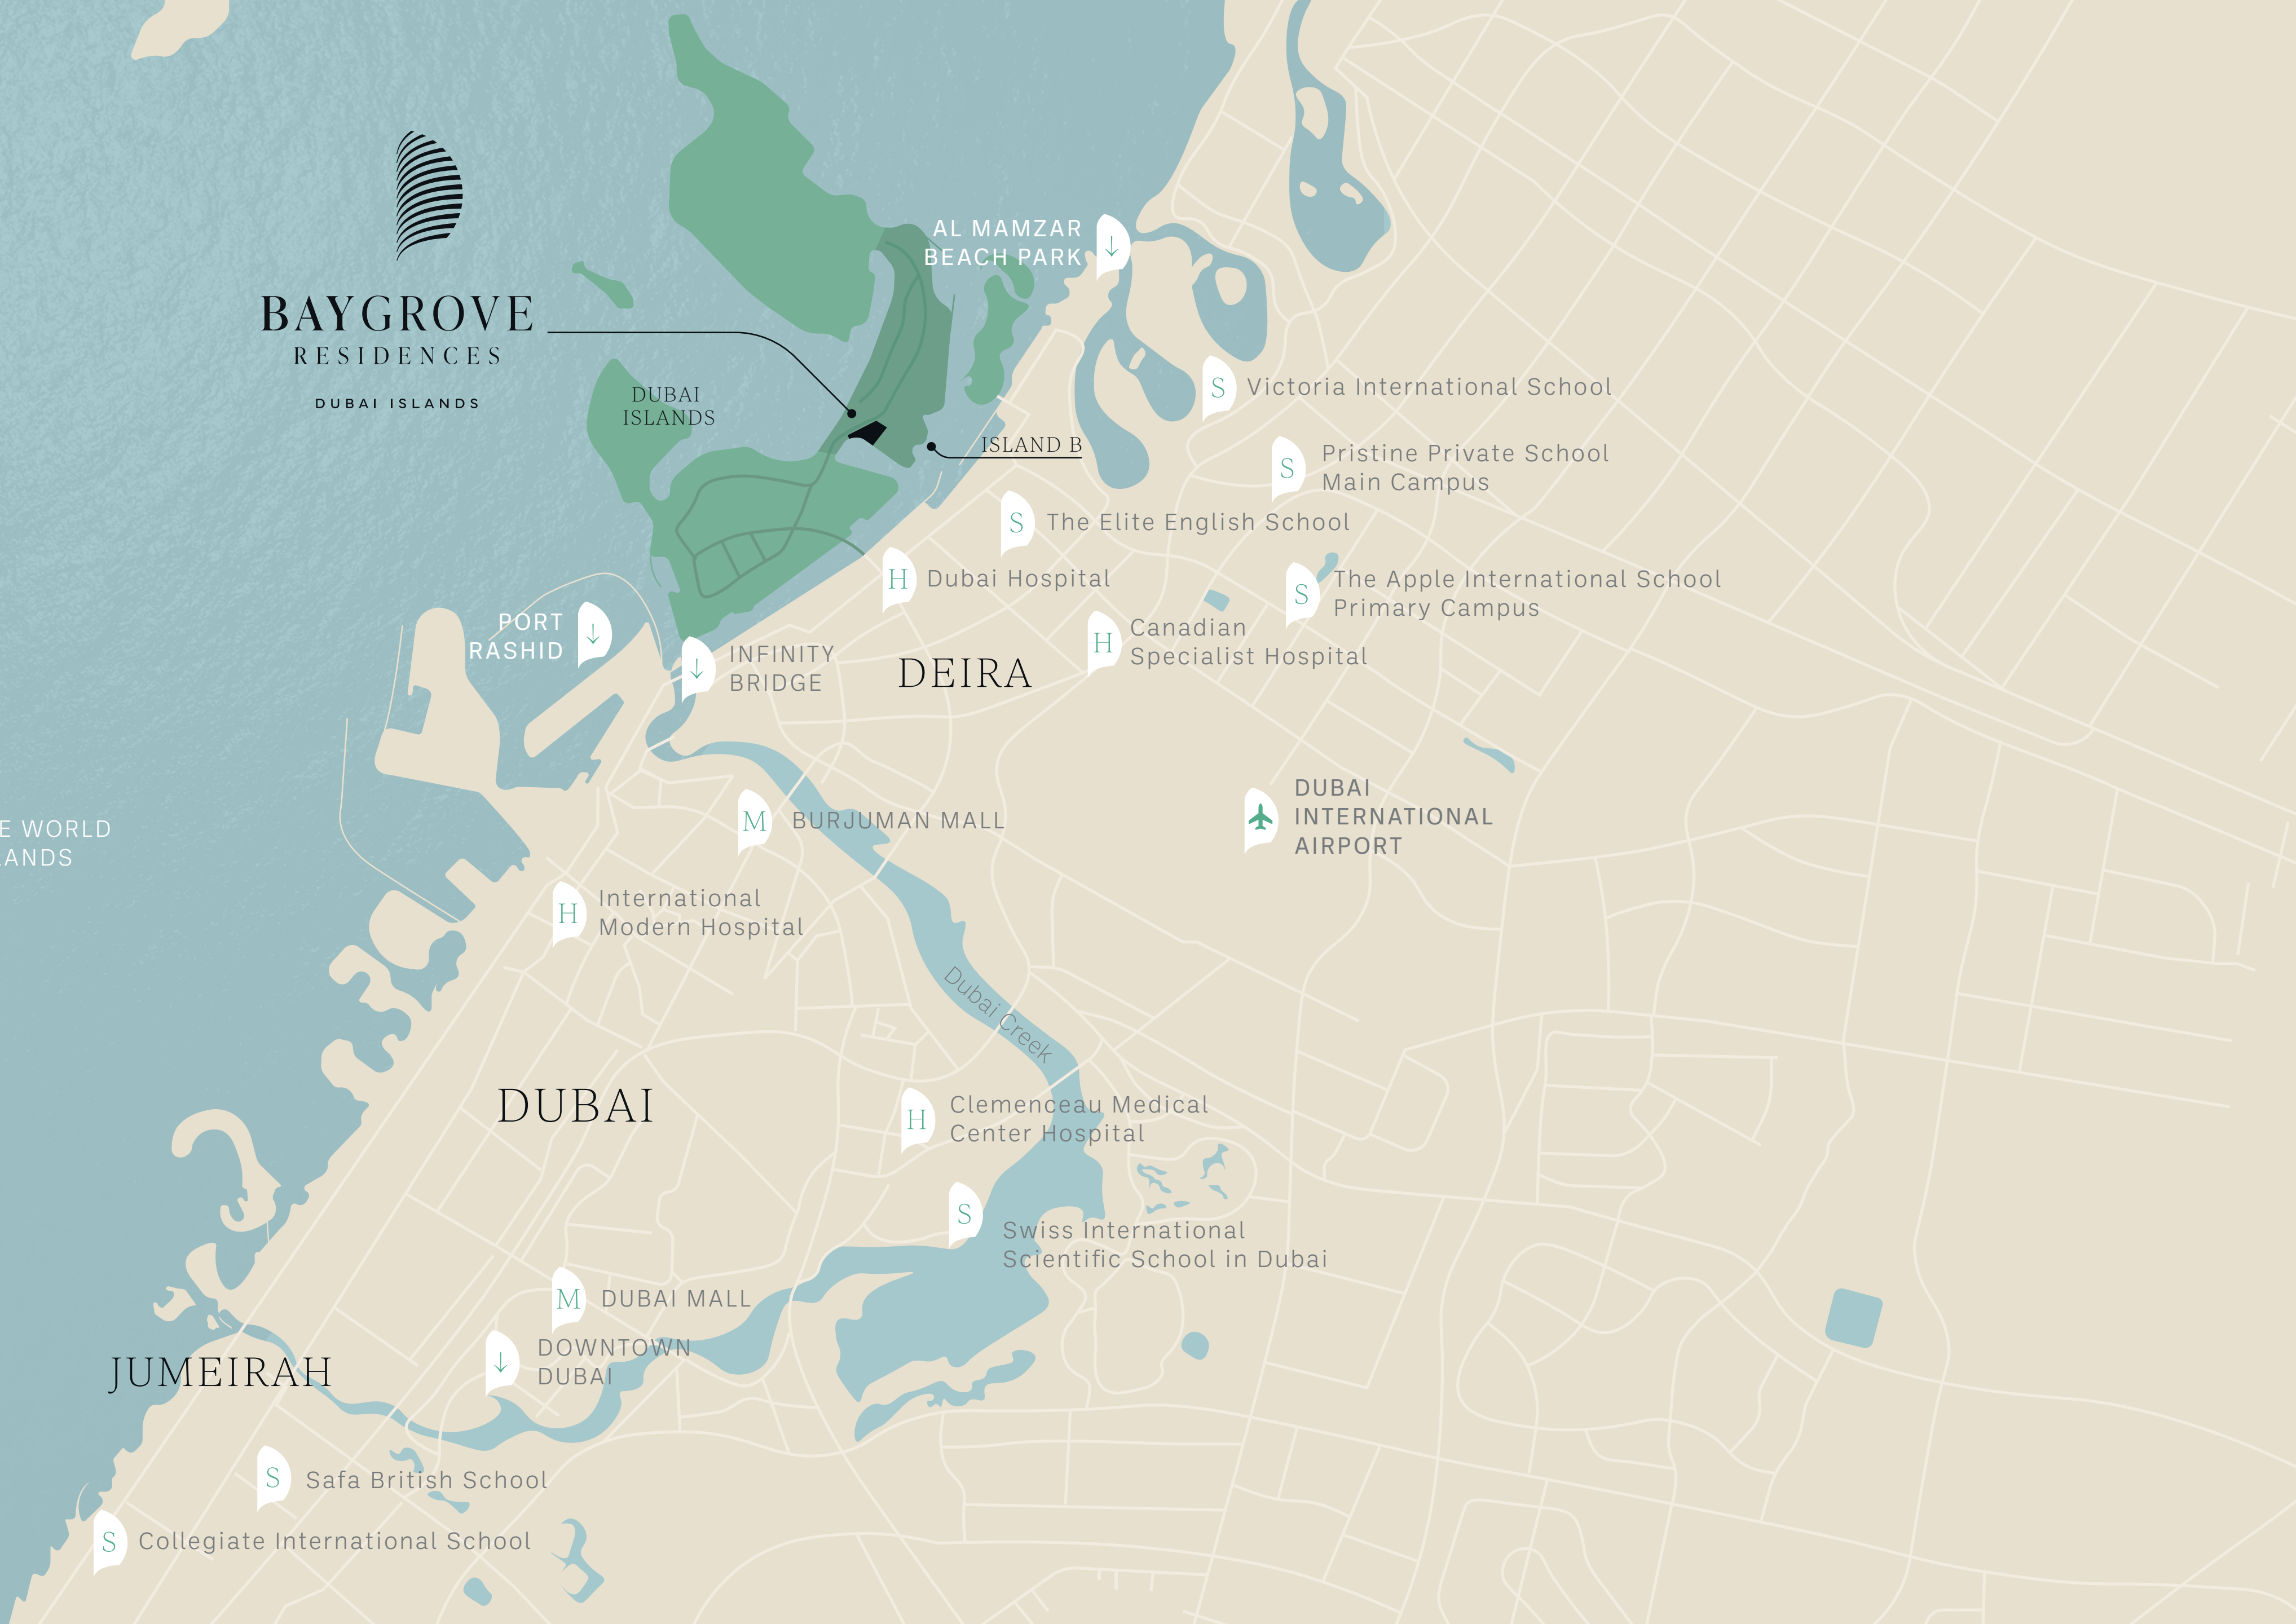 BAYGROVE
RESIDENCES
DUBAI ISLANDS
AL MAMZAR
BEACH PARK
DUBAI
ISLANDS
ISLAND B
S Victoria International School
S Pristine Private School
Main Campus
S The Elite English School
H Dubai Hospital
S The Apple International School
Primary Campus
PORT
RASHID
INFINITY
BRIDGE
DEIRA
H Canadian
Specialist Hospital
E WORLD
ANDS
M BURJUMAN MALL
DUBAI
INTERNATIONAL
AIRPORT
H International
Modern Hospital
Dubai Creek
DUBAI
H Clemenceau Medical
Center Hospital
S Swiss International
Scientific School in Dubai
M DUBAI MALL
DOWNTOWN
DUBAI
JUMEIRAH
S Safa British School
S Collegiate International School